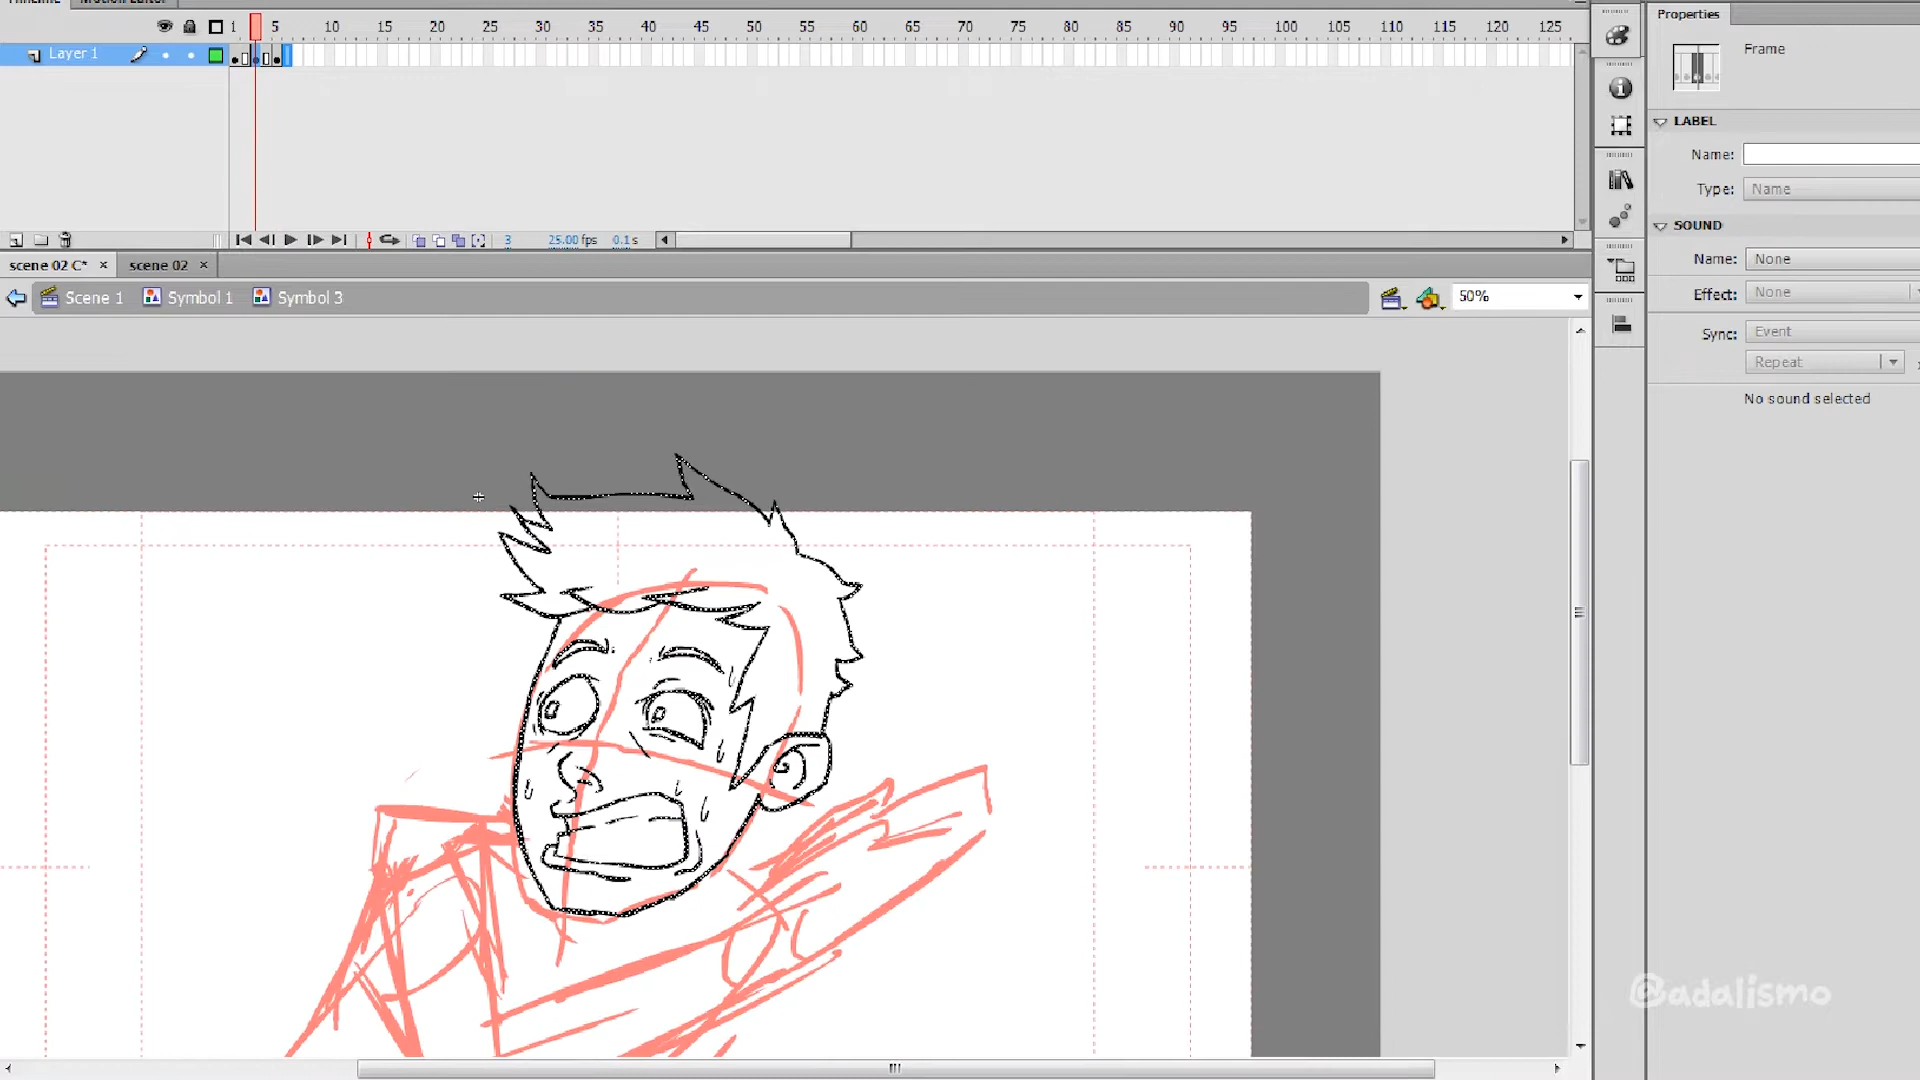 Timeline Motion Editor
1 5 10 15 20 25 30 35 40 45 50 55 60 65 70 75 80 85 90 95 100 105 110 115 120 125
Layer 1
3 25.00 fps 0.1 s
scene 02 C* × scene 02 ×
Scene 1 Symbol 1 Symbol 3
50%
Properties
Frame
LABEL
Name:
Type: Name
SOUND
Name: None
Effect: None
Sync: Event
Repeat
No sound selected
@adalismo